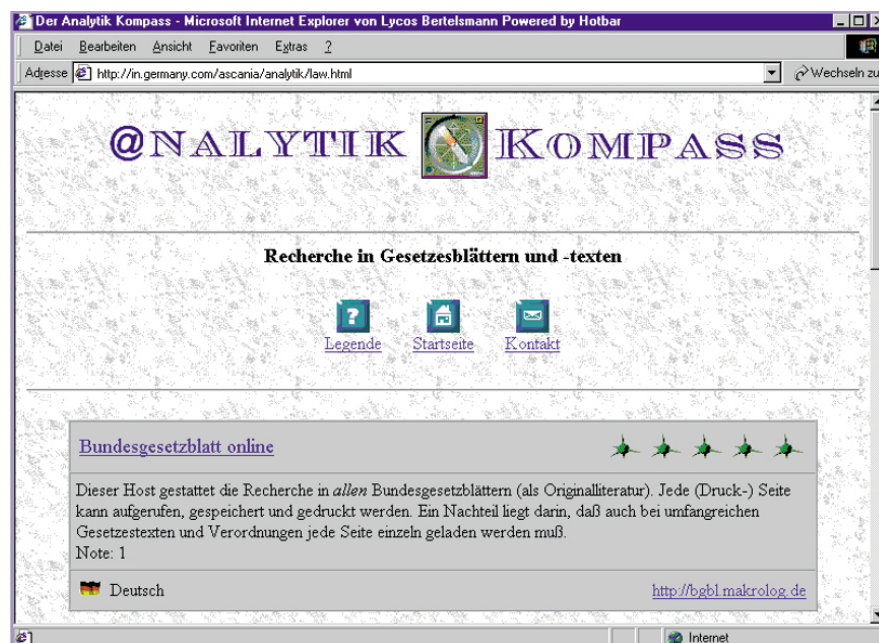 Der Analytik Kompass - Microsoft Internet Explorer von Lycos Bertelsmann Powered by Hotbar
Datei Bearbeiten Ansicht Favoriten Extras ?
Adresse http://in.germany.com/ascania/analytik/law.html Wechseln zu
@NALYTIK KOMPASS
Recherche in Gesetzesblättern und -texten
? 
Legende Startseite Kontakt
Bundesgesetzblatt online
Dieser Host gestattet die Recherche in allen Bundesgesetzblättern (als Originalliteratur). Jede (Druck-) Seite
kann aufgerufen, gespeichert und gedruckt werden. Ein Nachteil liegt darin, daß auch bei umfangreichen
Gesetzestexten und Verordnungen jede Seite einzeln geladen werden muß.
Note: 1
Deutsch http://bgbl.makrolog.de
Internet